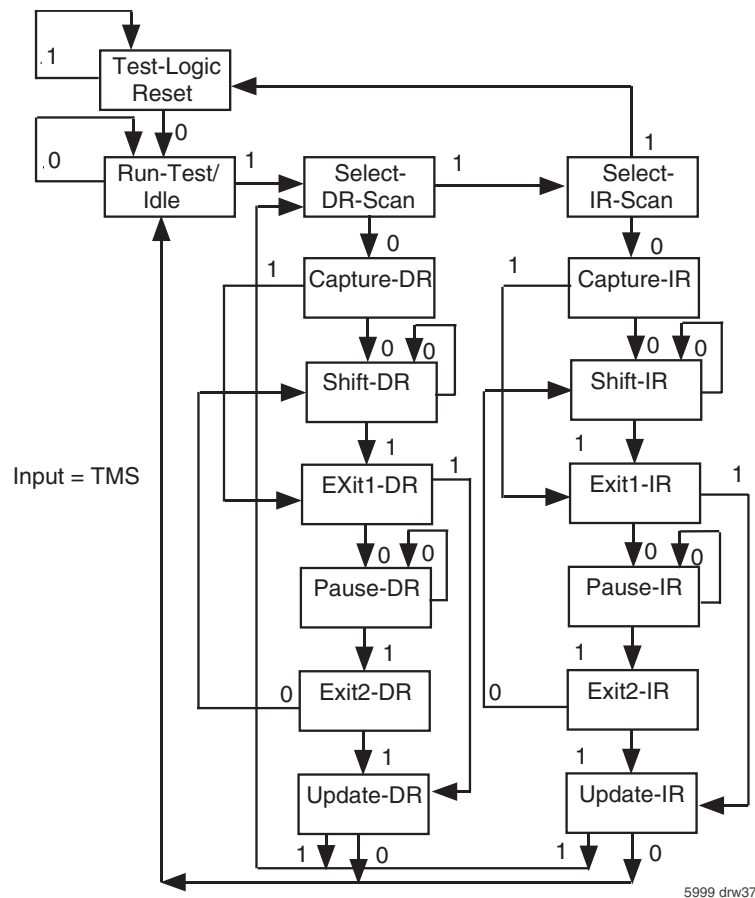 .1
Test-Logic
Reset
0
.0
Run-Test/
Idle
1
Select-
DR-Scan
1
1
Select-
IR-Scan
0
0
1
Capture-DR
1
Capture-IR
0
0
0
0
Shift-DR
Shift-IR
1
1
Input = TMS
EXit1-DR
1
Exit1-IR
1
0
0
0
0
Pause-DR
Pause-IR
1
1
0
Exit2-DR
0
Exit2-IR
1
1
Update-DR
Update-IR
1
0
1
0
5999 drw37